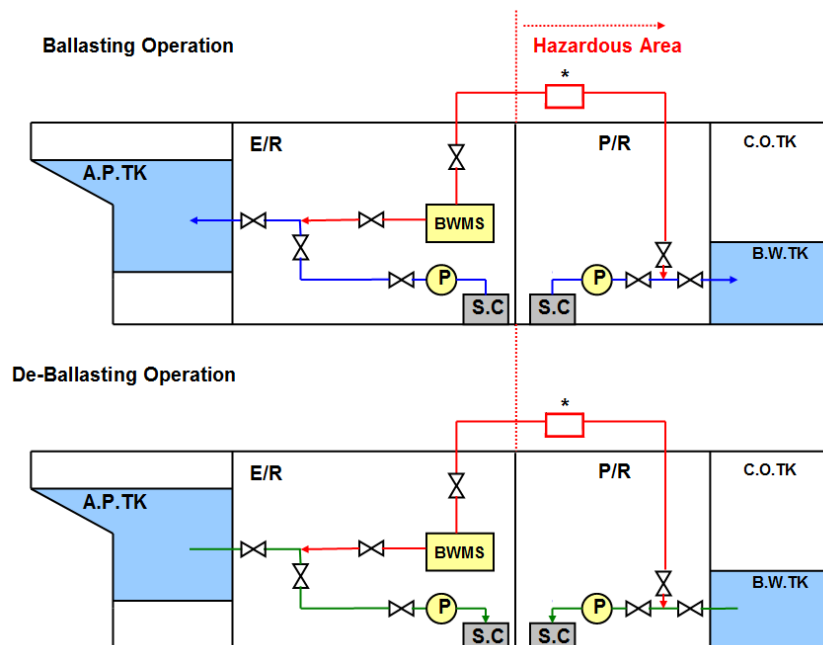 Ballasting Operation
Hazardous Area
*
E/R
P/R
C.O.TK
A.P.TK
BWMS
B.W.TK
P
P
S.C
S.C
De-Ballasting Operation
*
E/R
P/R
C.O.TK
A.P.TK
BWMS
B.W.TK
P
P
S.C
S.C